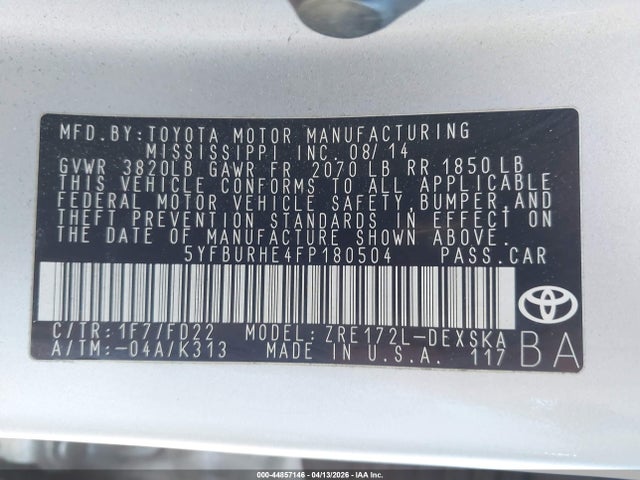 MFD.BY:TOYOTA MOTOR MANUFACTURING
MISSISSIPPI INC. 08/14
GVWR 3820LB GAWR FR 2070 LB RR 1850 LB
THIS VEHICLE CONFORMS TO ALL APPLICABLE
FEDERAL MOTOR VEHICLE SAFETY, BUMPER, AND
THEFT PREVENTION STANDARDS IN EFFECT ON
THE DATE OF MANUFACTURE SHOWN ABOVE.
5YFBURHE4FP180504 PASS.CAR
C/TR:1F7/FD22 MODEL: ZRE172L-DEXSKA
A/TM:-04A/K313 MADE IN U.S.A. 117 BA
000-44857146 - 04/13/2026 - IAA Inc.